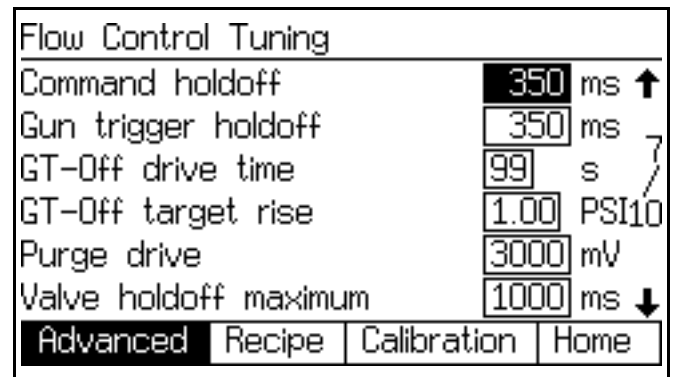 Flow Control Tuning
Command holdoff 350 ms
Gun trigger holdoff 350 ms
GT-Off drive time 99 s
GT-Off target rise 1.00 PSI
Purge drive 3000 mV
Valve holdoff maximum 1000 ms
7/10
Advanced Recipe Calibration Home